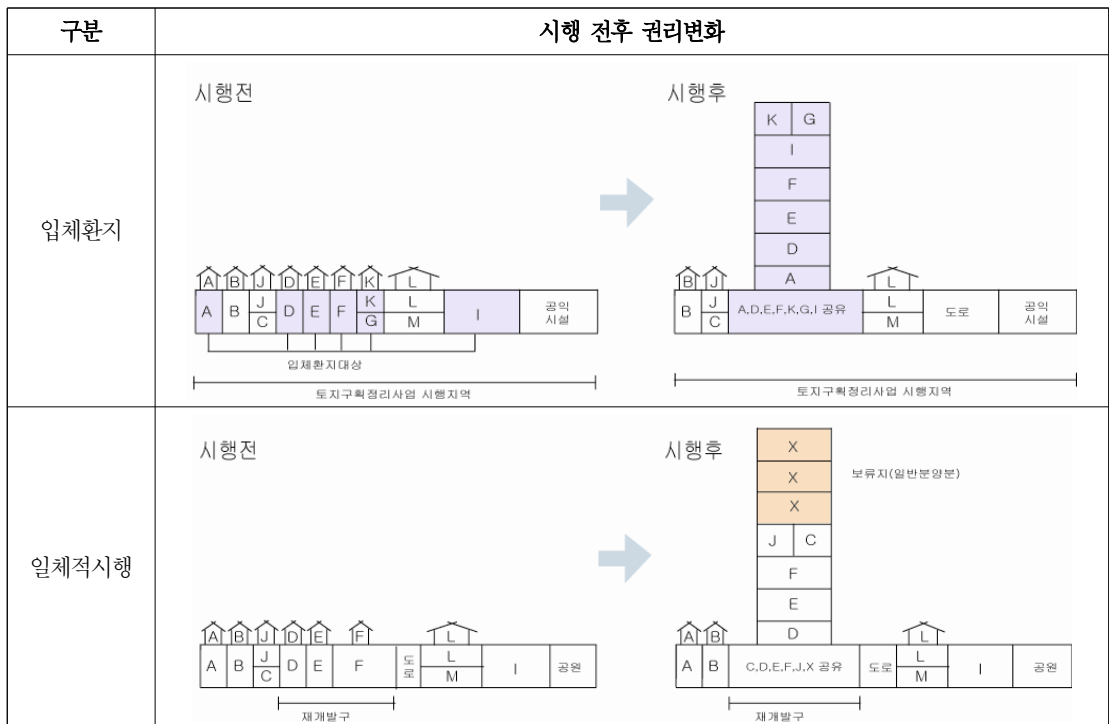 구분
시행 전후 권리변화
입체환지
시행전
시행후
K G
I
F
E
D
A
A B J D E F K L
A B J C D E F K G L M I 공익 시설
입체환지대상
토지구획정리사업 시행지역
B J L
B J C A,D,E,F,K,G,I 공유 L M 도로 공익 시설
토지구획정리사업 시행지역
일체적시행
시행전
시행후
X
X
X
보류지(일반분양분)
J C
F
E
D
A B J D E F L
A B J C D E F 도로 L M I 공원
재개발구
A B L
A B C,D,E,F,J,X 공유 도로 L M I 공원
재개발구